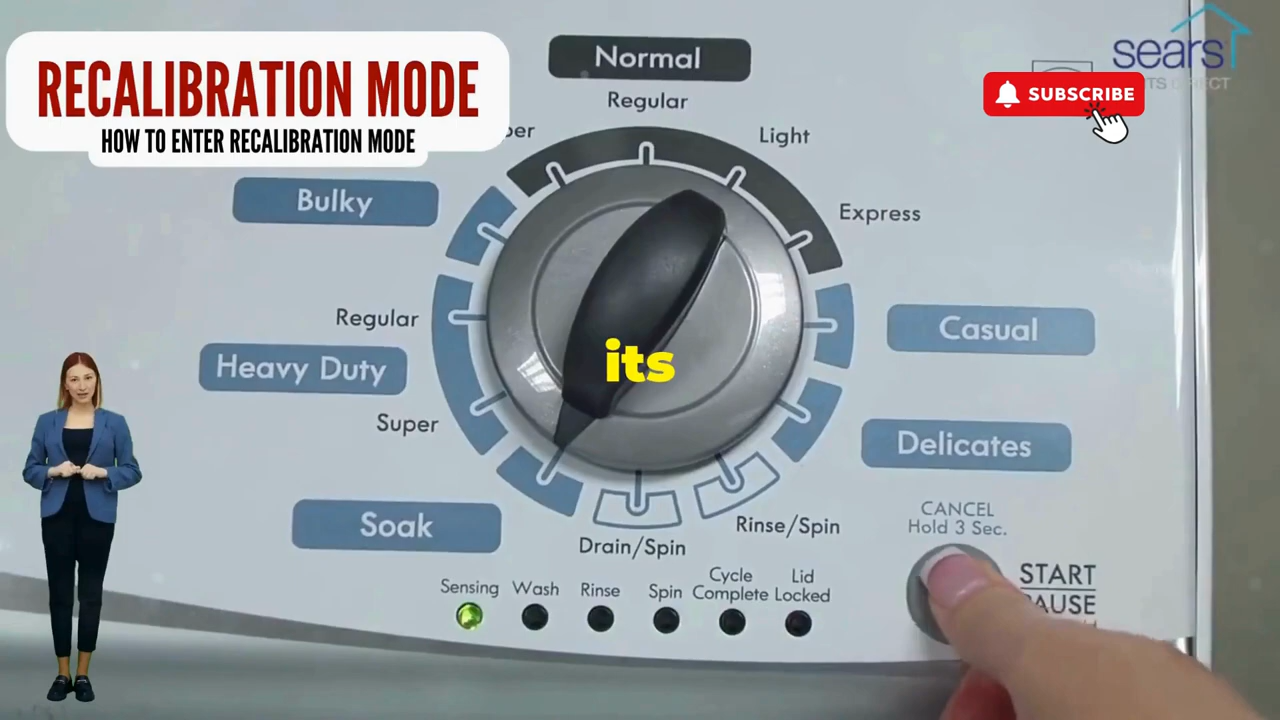 RECALIBRATION MODE
HOW TO ENTER RECALIBRATION MODE
sears
SUBSCRIBE
Normal
Regular
Light
Bulky
Express
Regular
Casual
its
Heavy Duty
Super
Delicates
CANCEL
Hold 3 Sec.
Soak
Rinse/Spin
Drain/Spin
START
Sensing
Wash
Rinse
Spin
Cycle
Complete
Lid
Locked